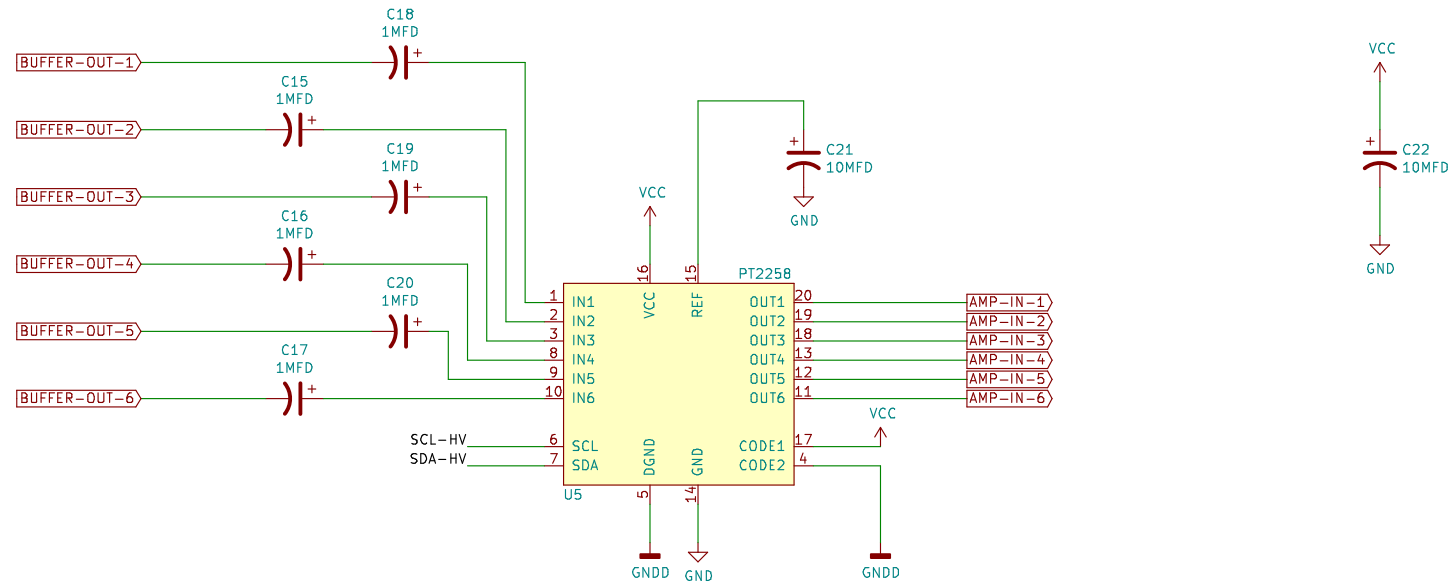 C18
1MFD
BUFFER-OUT-1
C15
1MFD
BUFFER-OUT-2
C19
1MFD
BUFFER-OUT-3
C16
1MFD
BUFFER-OUT-4
C20
1MFD
BUFFER-OUT-5
C17
1MFD
BUFFER-OUT-6
+
+
+
+
+
+
SCL-HV
SDA-HV
VCC
+
C21
10MFD
GND
VCC
+
C22
10MFD
GND
PT2258
16
VCC
15
REF
1 IN1
2 IN2
3 IN3
8 IN4
9 IN5
10 IN6
6 SCL
7 SDA
OUT1 20
OUT2 19
OUT3 18
OUT4 13
OUT5 12
OUT6 11
CODE1 17
CODE2 4
DGND
5
GND
14
U5
AMP-IN-1
AMP-IN-2
AMP-IN-3
AMP-IN-4
AMP-IN-5
AMP-IN-6
VCC
GNDD
GND
GNDD